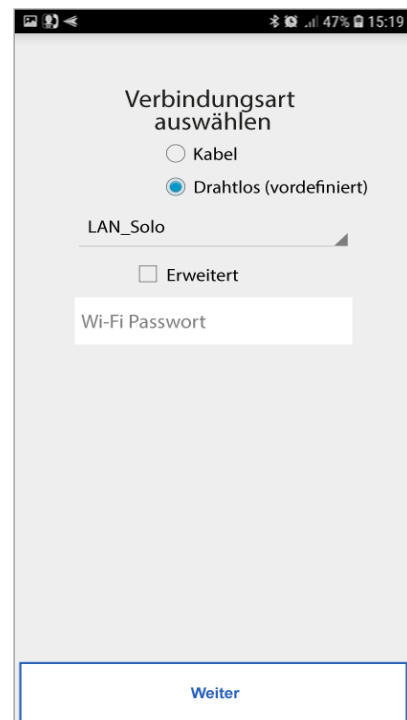 47% 15:19
Verbindungsart
auswählen
Kabel
Drahtlos (vordefiniert)
LAN_Solo
Erweitert
Wi-Fi Passwort
Weiter